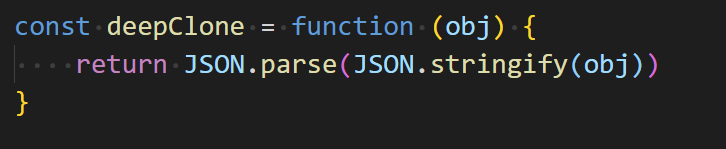 const deepClone = function (obj) {
    return JSON.parse(JSON.stringify(obj))
}